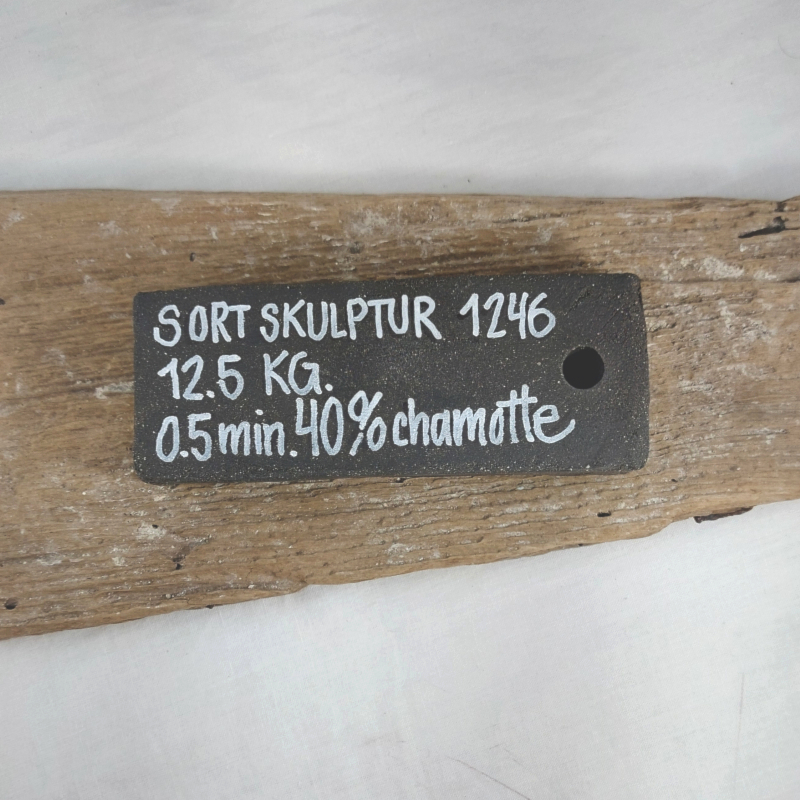 SORT SKULPTUR 1246
12.5 KG.
0.5 min. 40% chamotte